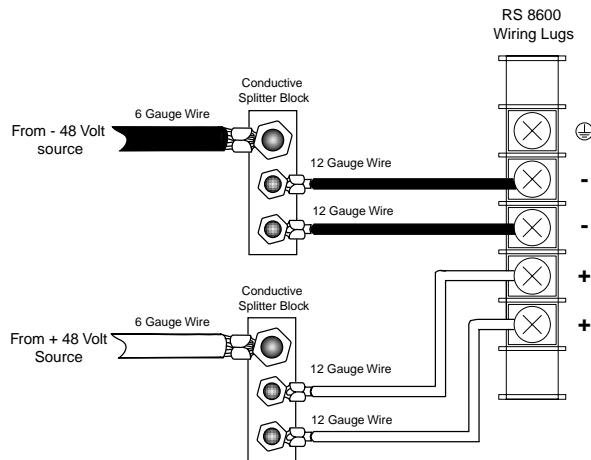 RS 8600
Wiring Lugs
Conductive
Splitter Block
6 Gauge Wire
From - 48 Volt
source
12 Gauge Wire
-
12 Gauge Wire
-
+
Conductive
Splitter Block
6 Gauge Wire
+
From + 48 Volt
Source
12 Gauge Wire
12 Gauge Wire